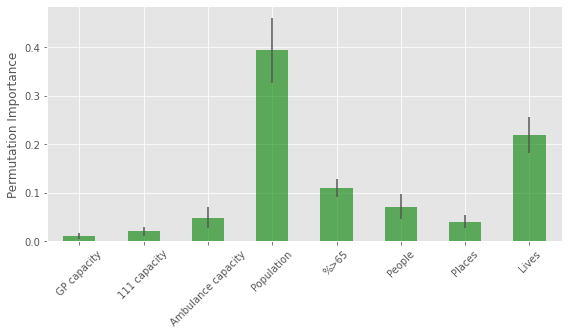 Permutation Importance
0.4
0.3
0.2
0.1
0.0
GP capacity
111 capacity
Ambulance capacity
Population
%>65
People
Places
Lives